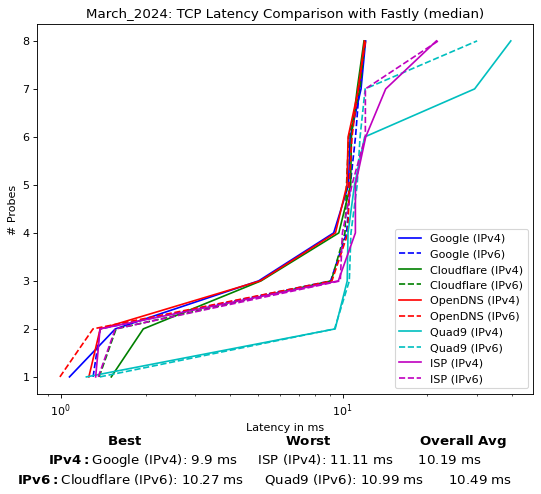 March_2024: TCP Latency Comparison with Fastly (median)
8
7
6
5
4
3
2
1
# Probes
Google (IPv4)
Google (IPv6)
Cloudflare (IPv4)
Cloudflare (IPv6)
OpenDNS (IPv4)
OpenDNS (IPv6)
Quad9 (IPv4)
Quad9 (IPv6)
ISP (IPv4)
ISP (IPv6)
10⁰ 10¹
Latency in ms
Best Worst Overall Avg
IPv4: Google (IPv4): 9.9 ms ISP (IPv4): 11.11 ms 10.19 ms
IPv6: Cloudflare (IPv6): 10.27 ms Quad9 (IPv6): 10.99 ms 10.49 ms